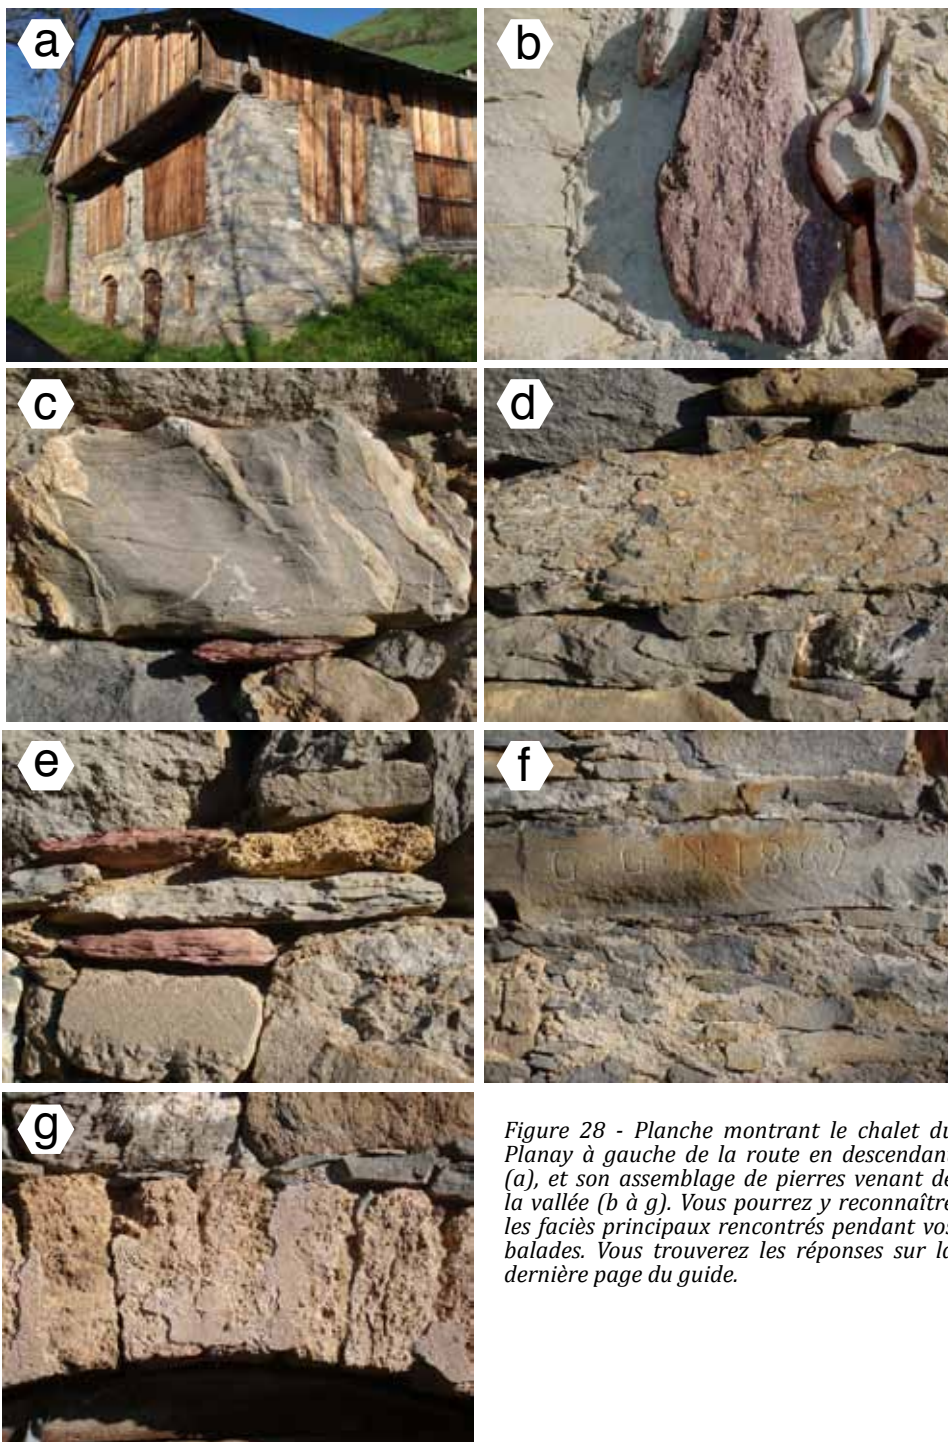 a
b
c
d
e
f
g
Figure 28 - Planche montrant le chalet du
Planay à gauche de la route en descendant
(a), et son assemblage de pierres venant de
la vallée (b à g). Vous pourrez y reconnaître
les faciès principaux rencontrés pendant vos
balades. Vous trouverez les réponses sur la
dernière page du guide.